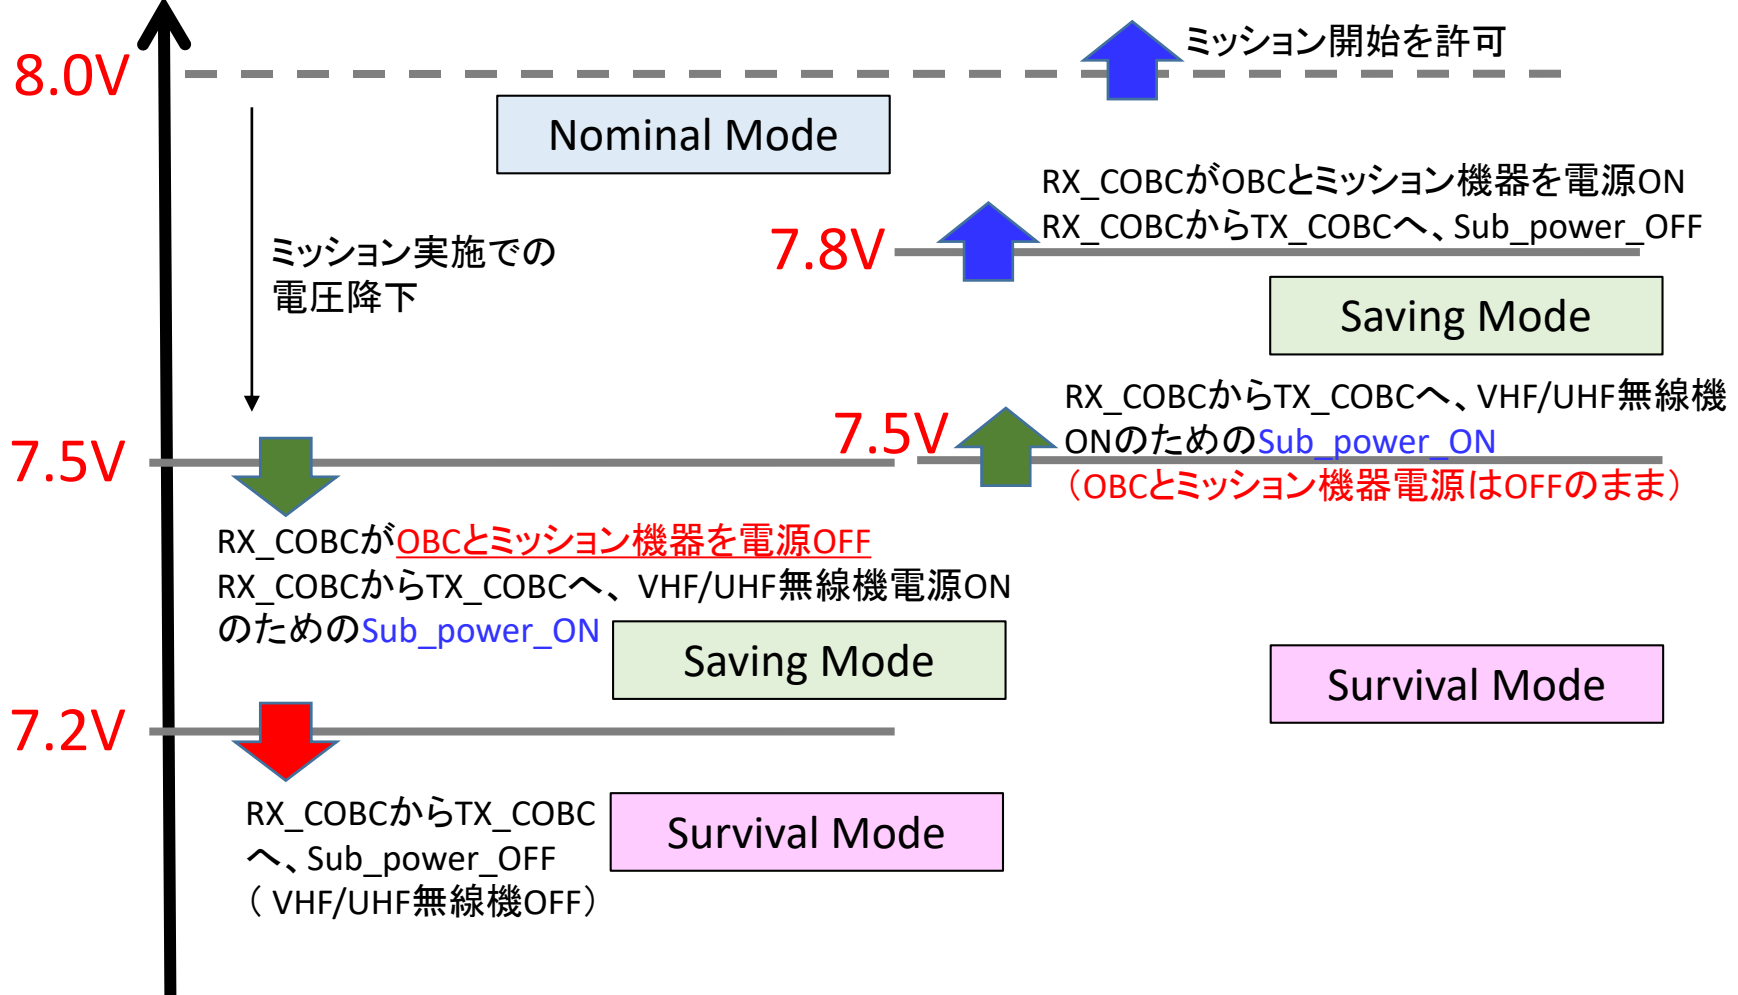 8.0V
ミッション開始を許可
Nominal Mode
RX_COBCがOBCとミッション機器を電源ON
RX_COBCからTX_COBCへ、Sub_power_OFF
7.8V
ミッション実施での
電圧降下
Saving Mode
RX_COBCからTX_COBCへ、VHF/UHF無線機
ONのためのSub_power_ON
（OBCとミッション機器電源はOFFのまま）
7.5V
7.5V
RX_COBCがOBCとミッション機器を電源OFF
RX_COBCからTX_COBCへ、VHF/UHF無線機電源ON
のためのSub_power_ON
Saving Mode
Survival Mode
7.2V
RX_COBCからTX_COBC
へ、Sub_power_OFF
（ VHF/UHF無線機OFF）
Survival Mode